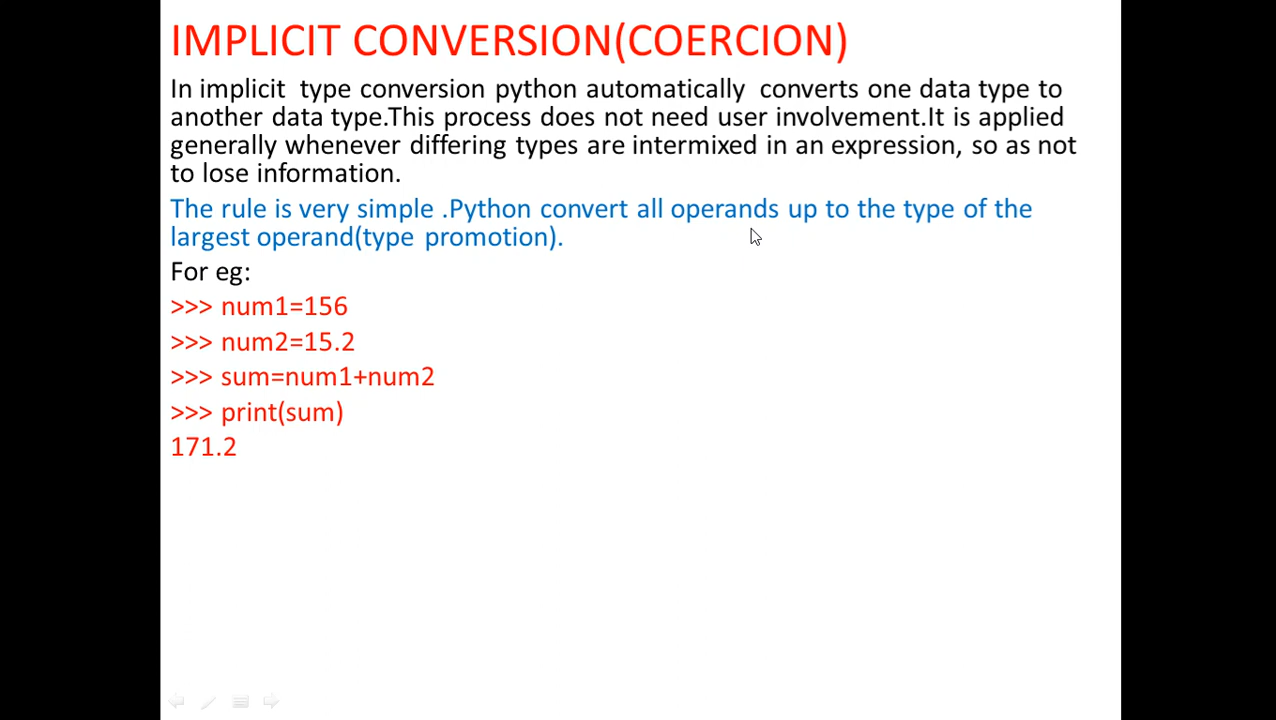 IMPLICIT CONVERSION(COERCION)
In implicit type conversion python automatically converts one data type to
another data type.This process does not need user involvement.It is applied
generally whenever differing types are intermixed in an expression, so as not
to lose information.
The rule is very simple .Python convert all operands up to the type of the
largest operand(type promotion).
For eg:
>>> num1=156
>>> num2=15.2
>>> sum=num1+num2
>>> print(sum)
171.2